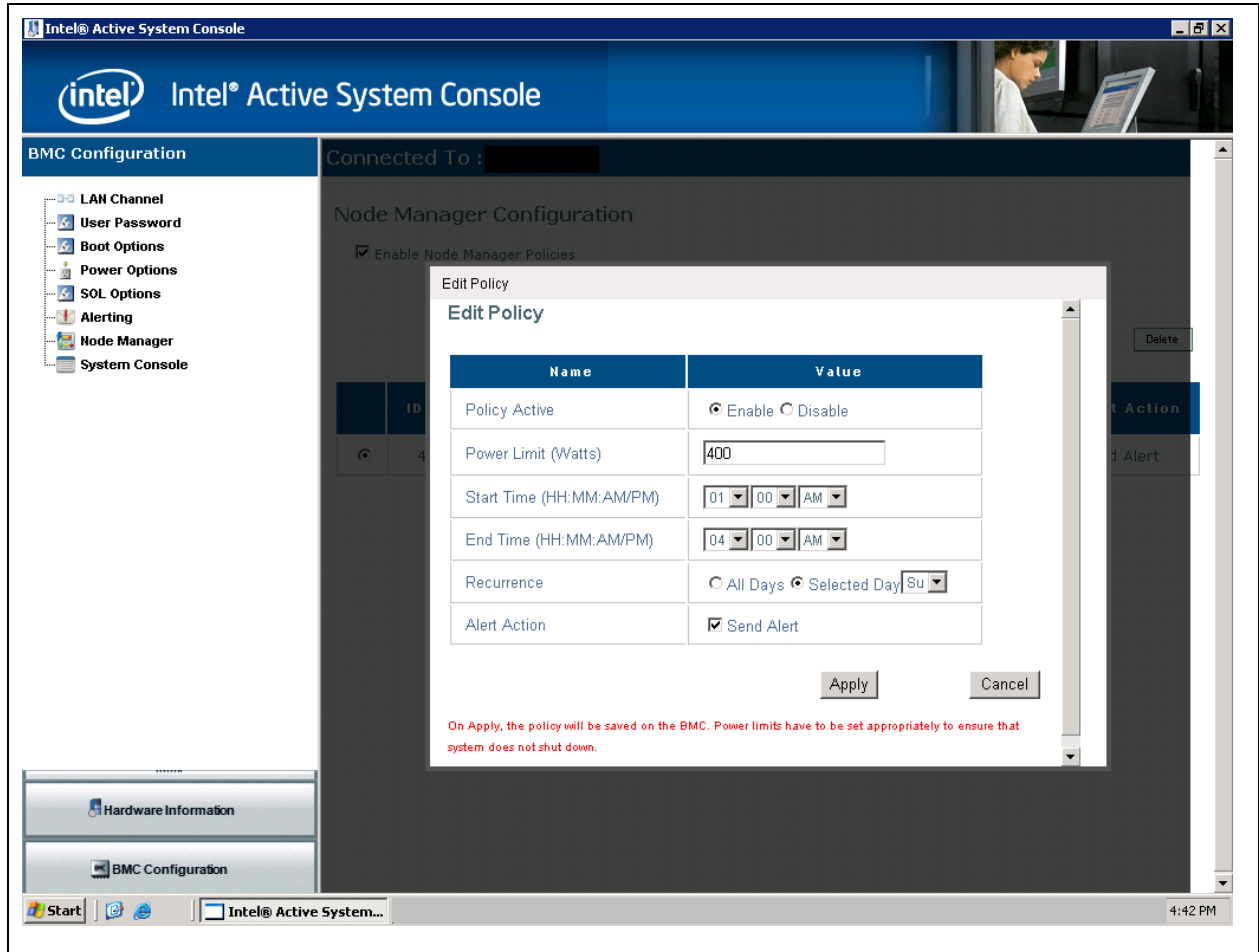 Intel® Active System Console
intel Intel® Active System Console
BMC Configuration
LAN Channel
User Password
Boot Options
Power Options
SOL Options
Alerting
Node Manager
System Console
Connected To :
Node Manager Configuration
Enable Node Manager Policies
Delete
ID t Action
4 d Alert
Edit Policy
Edit Policy
Name Value
Policy Active Enable Disable
Power Limit (Watts) 400
Start Time (HH:MM:AM/PM) 01 00 AM
End Time (HH:MM:AM/PM) 04 00 AM
Recurrence All Days Selected Day Su
Alert Action Send Alert
Apply Cancel
On Apply, the policy will be saved on the BMC. Power limits have to be set appropriately to ensure that
system does not shut down.
Hardware Information
BMC Configuration
Start Intel® Active System... 4:42 PM